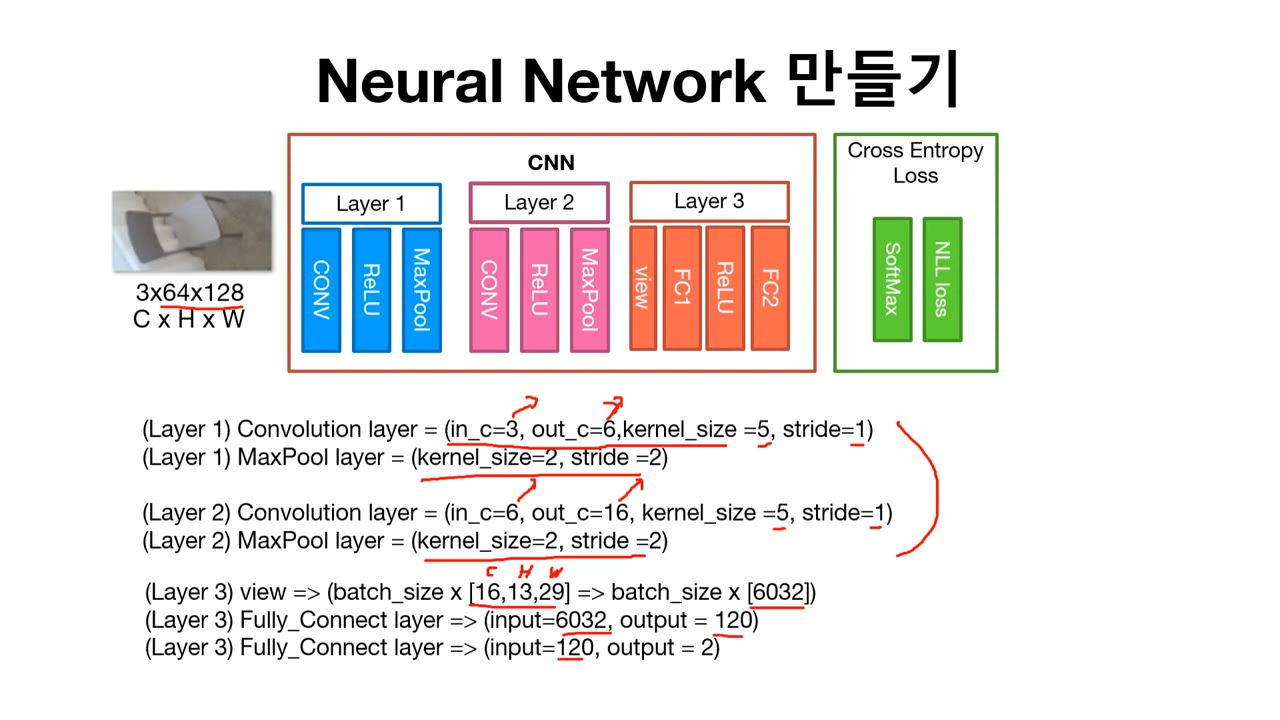 Neural Network 만들기
CNN
Layer 1
CONV
ReLU
MaxPool
Layer 2
CONV
ReLU
MaxPool
Layer 3
view
FC1
ReLU
FC2
Cross Entropy
Loss
SoftMax
NLL loss
3x64x128
C x H x W
(Layer 1) Convolution layer = (in_c=3, out_c=6,kernel_size =5, stride=1)
(Layer 1) MaxPool layer = (kernel_size=2, stride =2)
(Layer 2) Convolution layer = (in_c=6, out_c=16, kernel_size =5, stride=1)
(Layer 2) MaxPool layer = (kernel_size=2, stride =2)
C H W
(Layer 3) view => (batch_size x [16,13,29] => batch_size x [6032])
(Layer 3) Fully_Connect layer => (input=6032, output = 120)
(Layer 3) Fully_Connect layer => (input=120, output = 2)